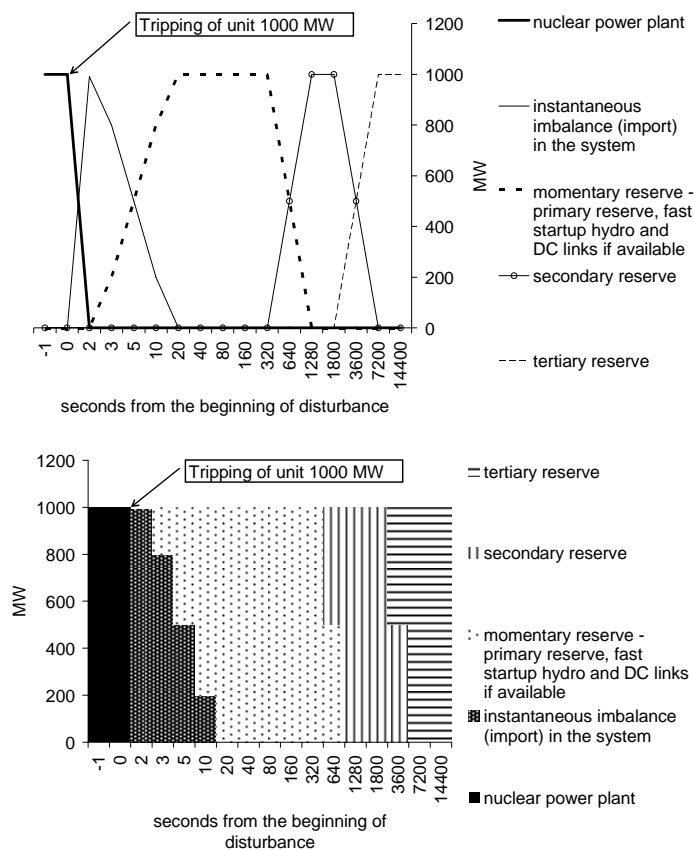 Tripping of unit 1000 MW
1200
1000
800
600
400
200
0
MW
-1
0
2
3
5
10
20
40
80
160
320
640
1280
1800
3600
7200
14400
seconds from the beginning of disturbance
nuclear power plant
instantaneous
imbalance (import)
in the system
momentary reserve -
primary reserve, fast
startup hydro and
DC links if available
secondary reserve
tertiary reserve
1200
1000
800
600
400
200
0
MW
Tripping of unit 1000 MW
-1
0
2
3
5
10
20
40
80
160
320
640
1280
1800
3600
7200
14400
seconds from the beginning of
disturbance
tertiary reserve
secondary reserve
momentary reserve -
primary reserve, fast
startup hydro and DC links
if available
instantaneous imbalance
(import) in the system
nuclear power plant